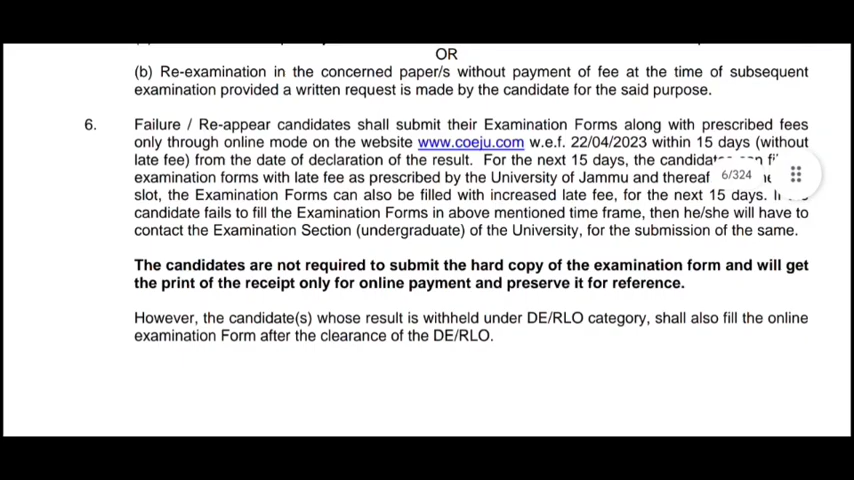 OR
(b) Re-examination in the concerned paper/s without payment of fee at the time of subsequent
examination provided a written request is made by the candidate for the said purpose.
6. Failure / Re-appear candidates shall submit their Examination Forms along with prescribed fees
only through online mode on the website www.coeju.com w.e.f. 22/04/2023 within 15 days (without
late fee) from the date of declaration of the result. For the next 15 days, the
examination forms with late fee as prescribed by the University of Jammu and 6/324
slot, the Examination Forms can also be filled with increased late fee, for the next 15 days.
candidate fails to fill the Examination Forms in above mentioned time frame, then he/she will have to
contact the Examination Section (undergraduate) of the University, for the submission of the same.
The candidates are not required to submit the hard copy of the examination form and will get
the print of the receipt only for online payment and preserve it for reference.
However, the candidate(s) whose result is withheld under DE/RLO category, shall also fill the online
examination Form after the clearance of the DE/RLO.